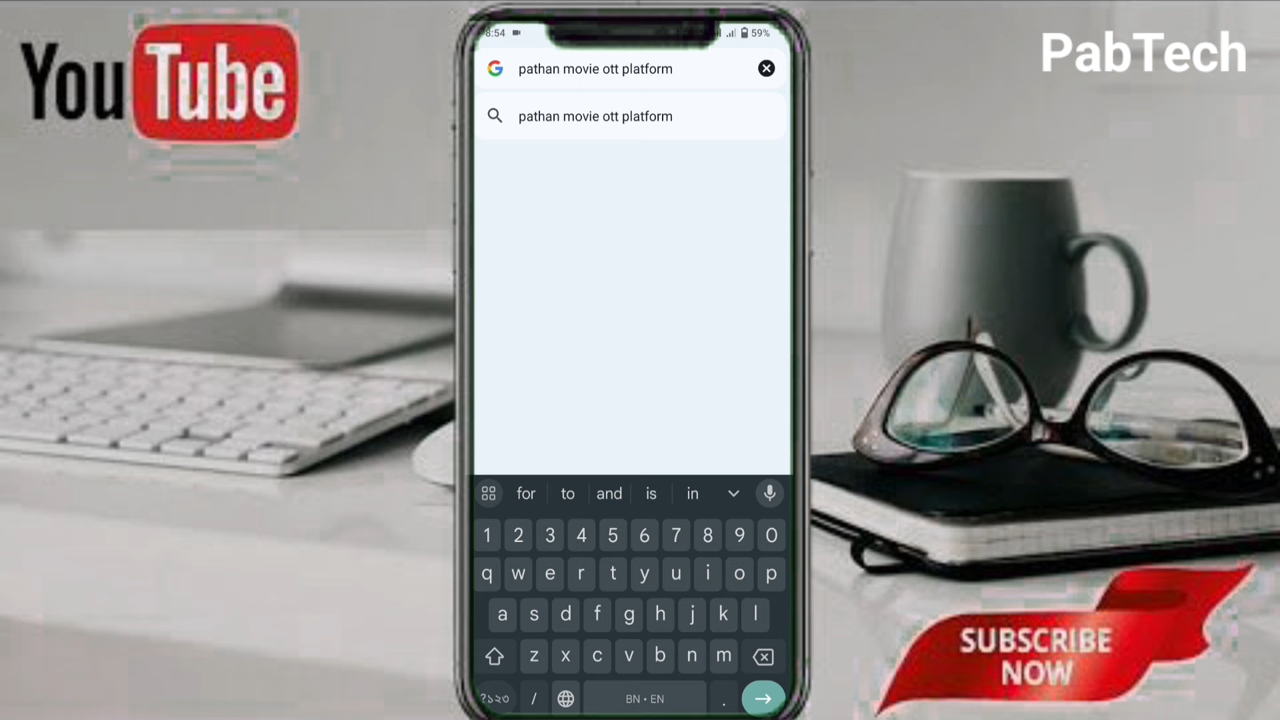 YouTube
PabTech
8:54
59%
pathan movie ott platform
pathan movie ott platform
for to and is in
1 2 3 4 5 6 7 8 9 0
q w e r t y u i o p
a s d f g h j k l
z x c v b n m
?১২৩ / BN • EN .
SUBSCRIBE
NOW